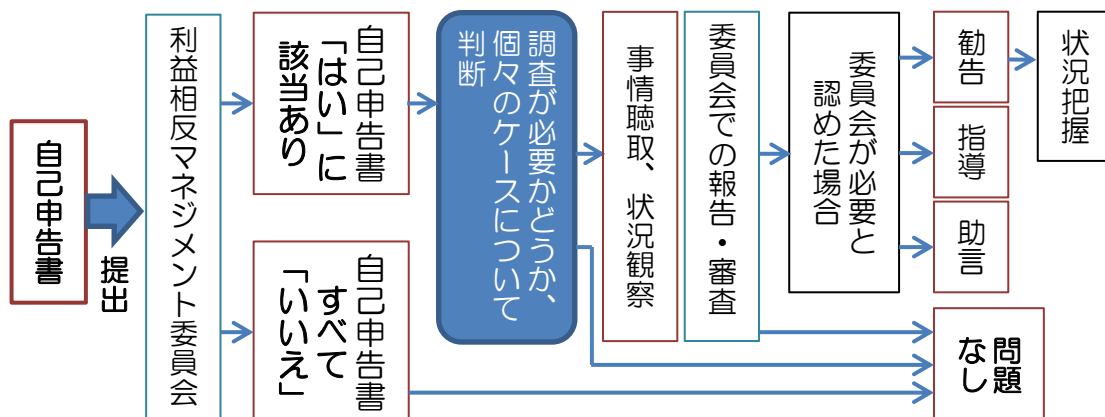 自己申告書
提出
利益相反マネジメント委員会
自己申告書
「はい」に
該当あり
自己申告書
すべて
「いいえ」
調査が必要かどうか、
個々のケースについて
判断
事情聴取、状況観察
委員会での報告・審査
委員会が必要と
認めた場合
勧告
指導
助言
状況把握
問題
なし